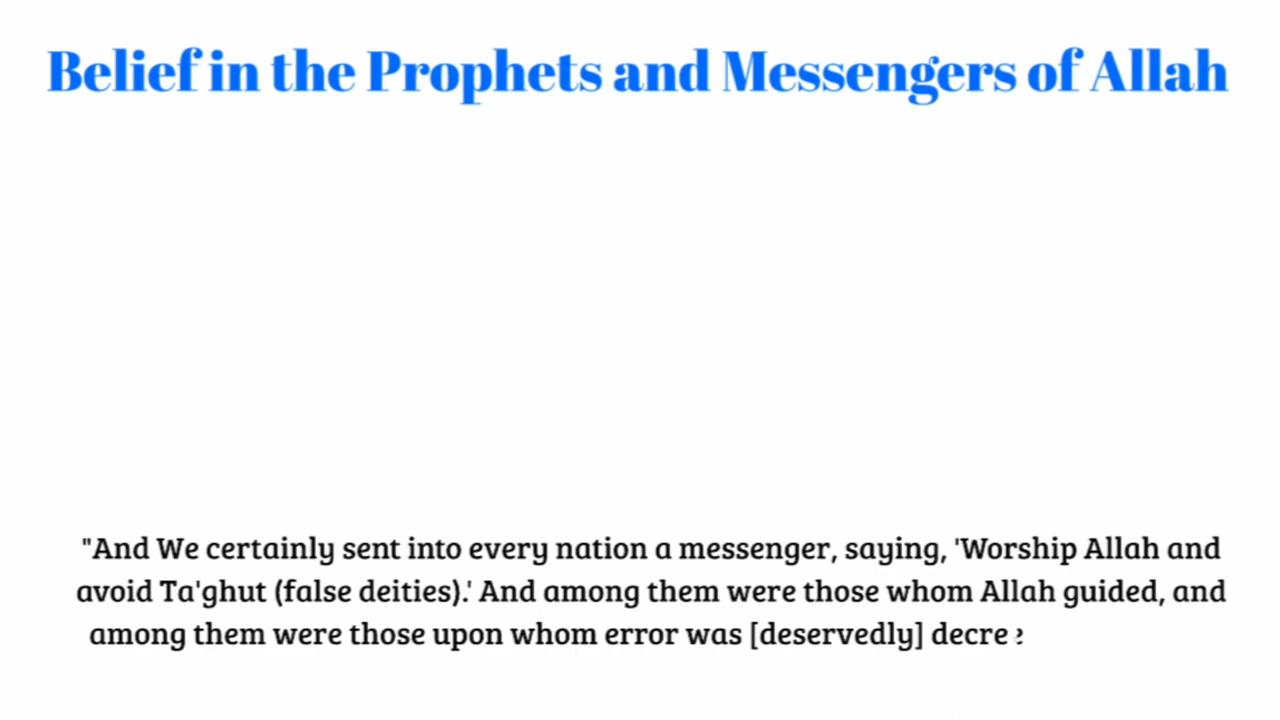 Belief in the Prophets and Messengers of Allah
"And We certainly sent into every nation a messenger, saying, 'Worship Allah and
avoid Ta'ghut (false deities).' And among them were those whom Allah guided, and
among them were those upon whom error was [deservedly] decre